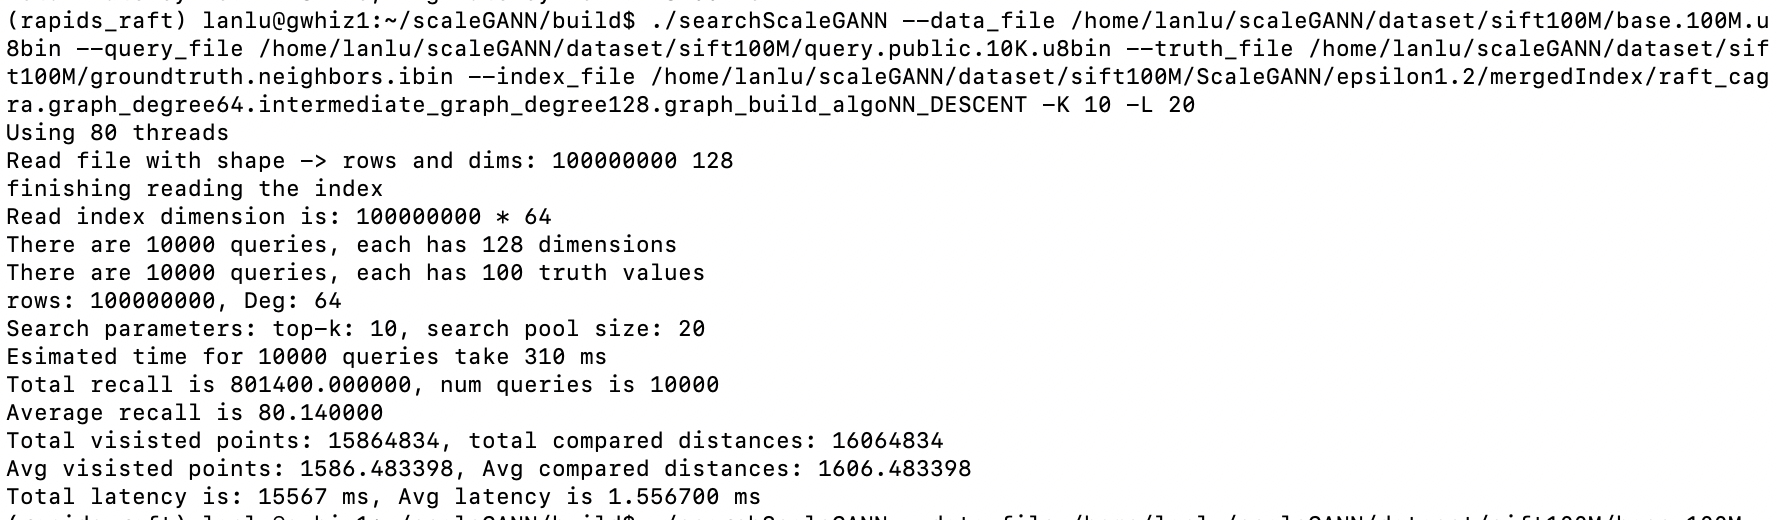 (rapids_raft) lanlu@gwhiz1:~/scaleGANN/build$ ./searchScaleGANN --data_file /home/lanlu/scaleGANN/dataset/sift100M/base.100M.u
8bin --query_file /home/lanlu/scaleGANN/dataset/sift100M/query.public.10K.u8bin --truth_file /home/lanlu/scaleGANN/dataset/sif
t100M/groundtruth.neighbors.ibin --index_file /home/lanlu/scaleGANN/dataset/sift100M/ScaleGANN/epsilon1.2/mergedIndex/raft_cag
ra.graph_degree64.intermediate_graph_degree128.graph_build_algoNN_DESCENT -K 10 -L 20
Using 80 threads
Read file with shape -> rows and dims: 100000000 128
finishing reading the index
Read index dimension is: 100000000 * 64
There are 10000 queries, each has 128 dimensions
There are 10000 queries, each has 100 truth values
rows: 100000000, Deg: 64
Search parameters: top-k: 10, search pool size: 20
Esimated time for 10000 queries take 310 ms
Total recall is 801400.000000, num queries is 10000
Average recall is 80.140000
Total visisted points: 15864834, total compared distances: 16064834
Avg visisted points: 1586.483398, Avg compared distances: 1606.483398
Total latency is: 15567 ms, Avg latency is 1.556700 ms